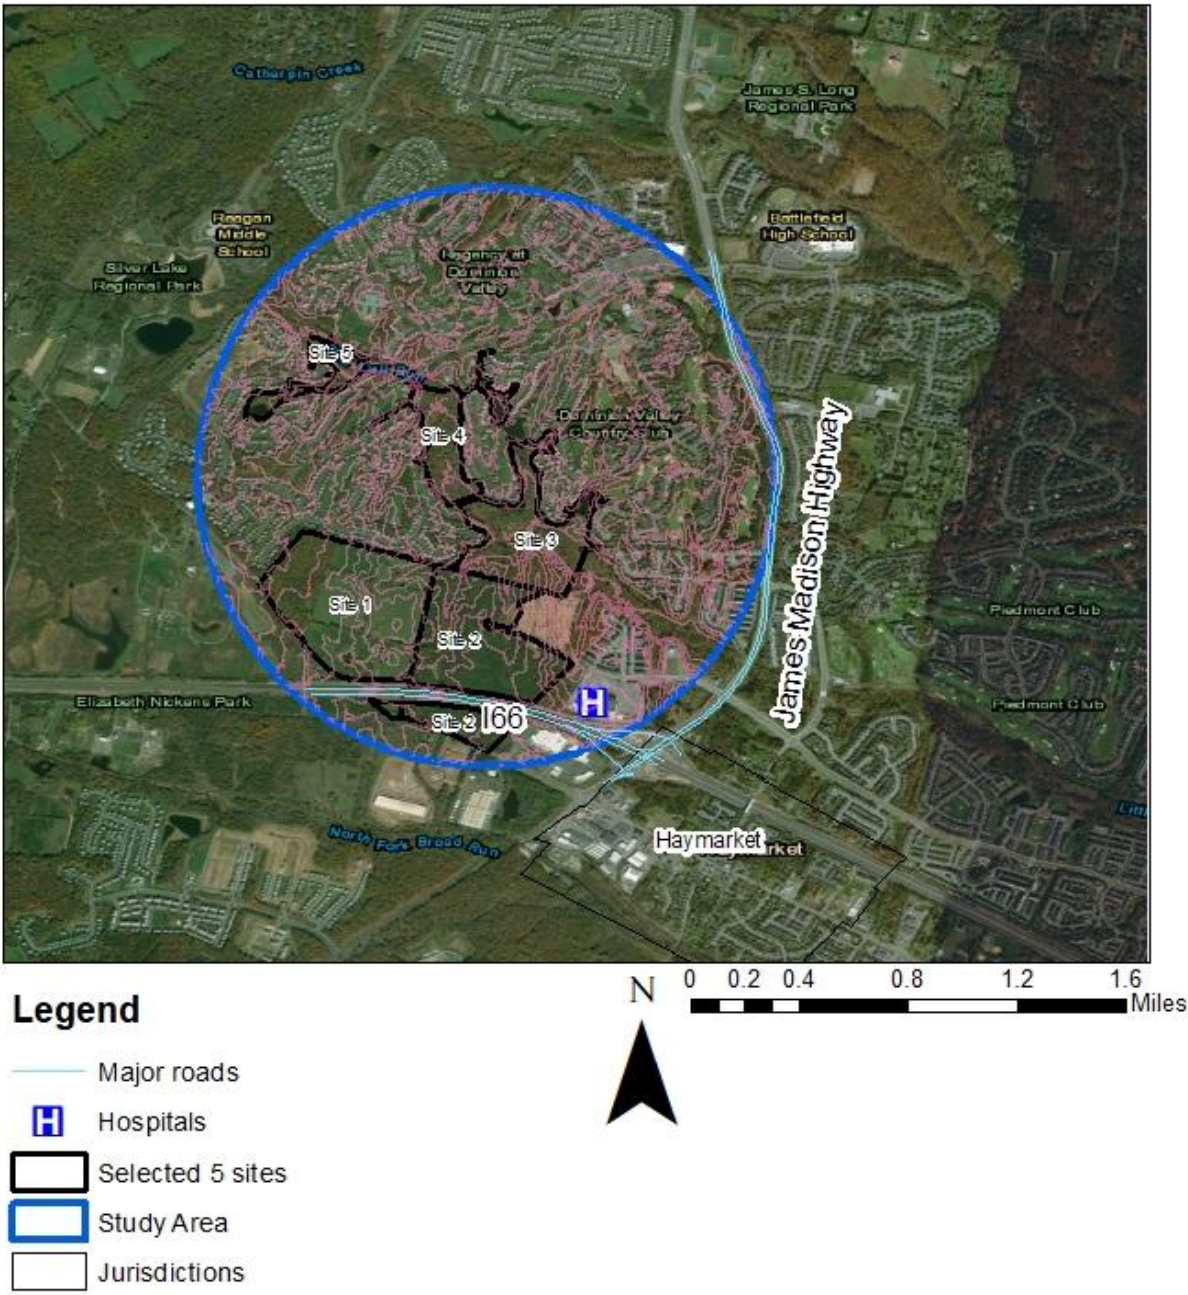 Catharpin Creek
James S. Long
Regional Park
Reagan
Middle
School
Battlefield
High School
Silver Lake
Regional Park
Regency at
Dominion
Valley
Site 5
Dominion Valley
Country Club
Site 4
James Madison Highway
Site 3
Site 1
Piedmont Club
Site 2
Elizabeth Nickens Park
H
Piedmont Club
Site 2
I66
North Fork Broad Run
Haymarket
N
0 0.2 0.4 0.8 1.2 1.6
Miles
Legend
Major roads
H Hospitals
Selected 5 sites
Study Area
Jurisdictions